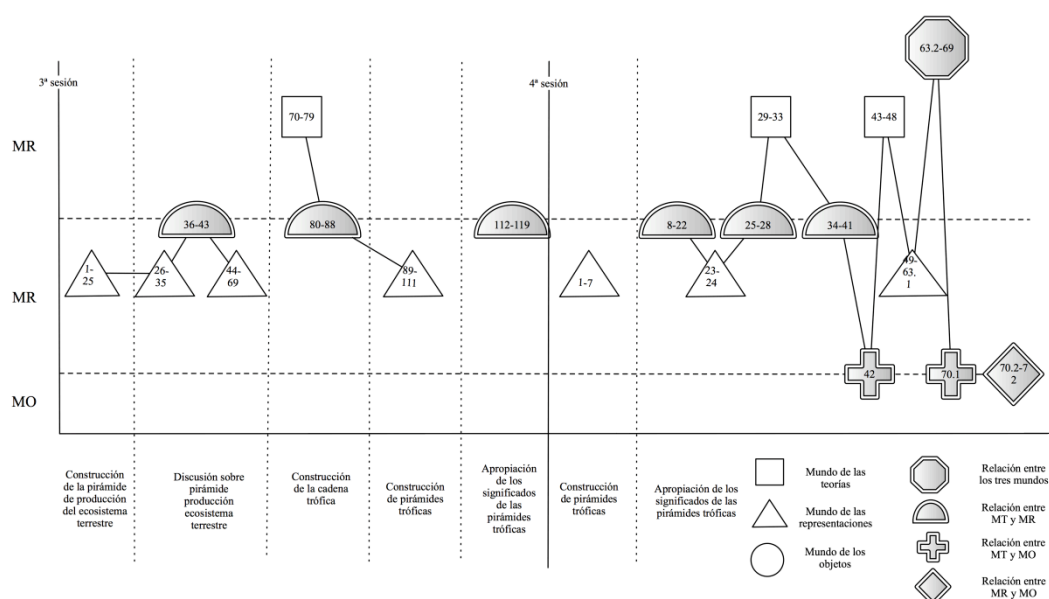 63.2-69
3ª sesión
4ª sesión
70-79
29-33
43-48
MR
36-43
80-88
112-119
8-22
25-28
34-41
1-
25
26-
35
44-
69
89-
111
1-7
23-
24
49-
63.
1
MR
42
70.1
70.2-7
2
MO
Construcción
de la pirámide
de producción
del ecosistema
terrestre
Discusión sobre
pirámide
producción
ecosistema
terrestre
Construcción
de la cadena
trófica
Construcción
de pirámides
tróficas
Apropiación
de los
significados
de las
pirámides
tróficas
Construcción
de pirámides
tróficas
Apropiación de los
significados de las
pirámides tróficas
Mundo de las
teorías
Mundo de las
representaciones
Mundo de los
objetos
Relación entre
los tres mundos
Relación entre
MT y MR
Relación entre
MT y MO
Relación entre
MR y MO